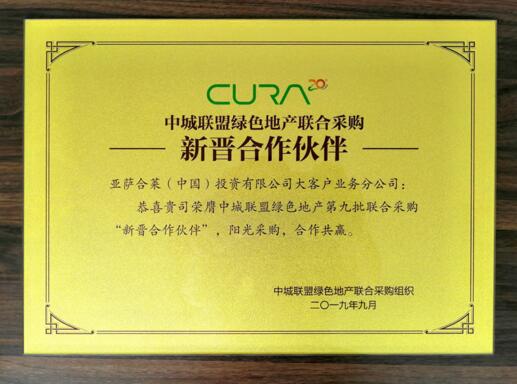 CURA 20
中城联盟绿色地产联合采购
新晋合作伙伴
亚萨合莱（中国）投资有限公司大客户业务分公司：
恭喜贵司荣膺中城联盟绿色地产第九批联合采购
“新晋合作伙伴”，阳光采购，合作共赢。
中城联盟绿色地产联合采购组织
二〇一九年九月